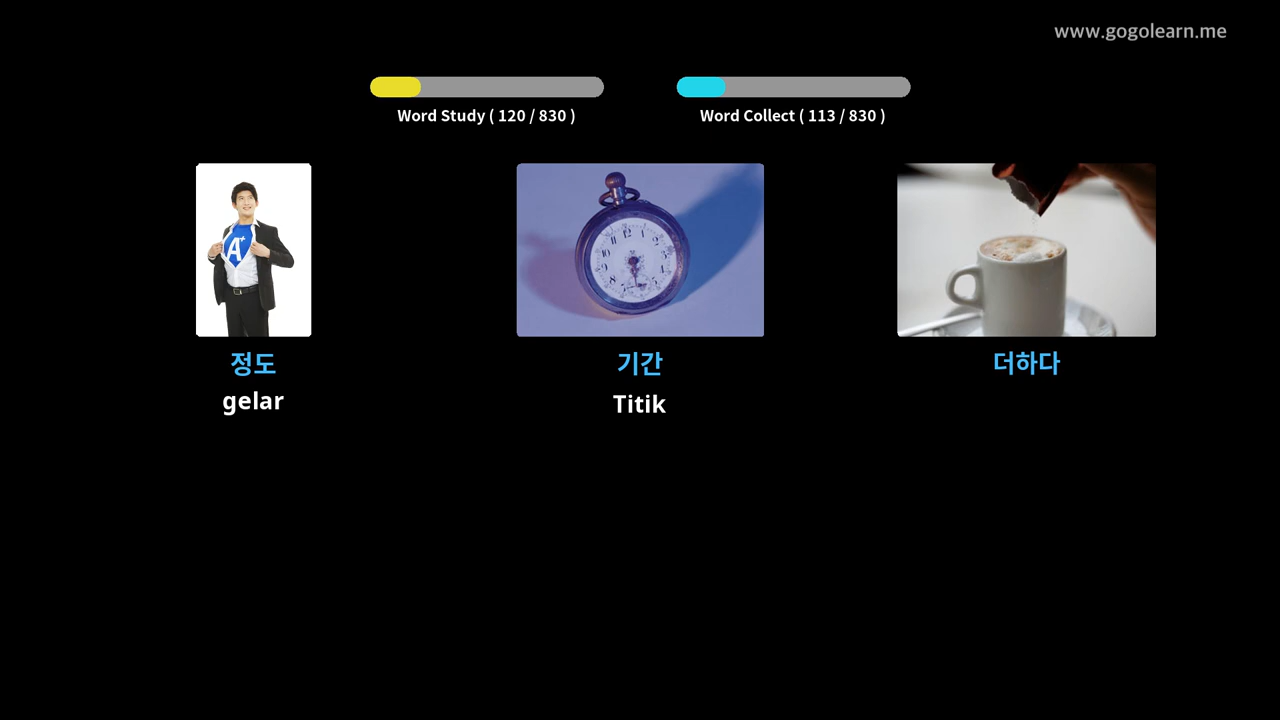 www.gogolearn.me
Word Study ( 120 / 830 )
Word Collect ( 113 / 830 )
A+
정도
gelar
기간
Titik
더하다